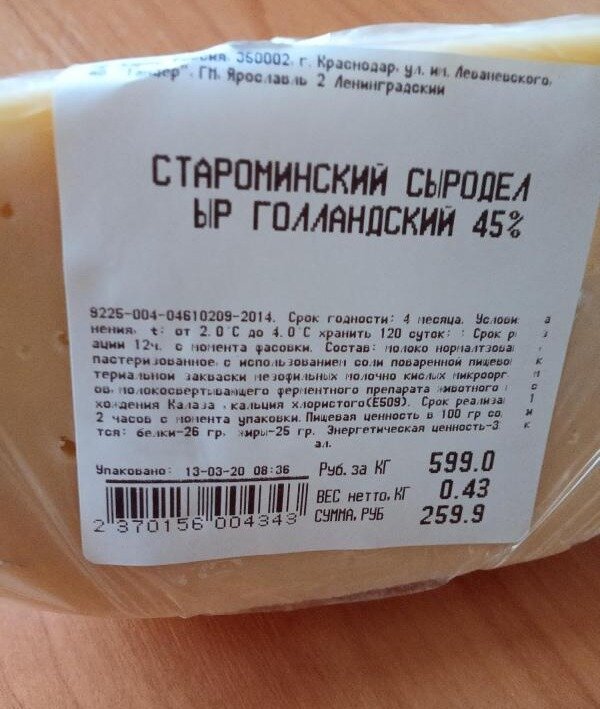 350002, г. Краснодар, ул. им. Леваневского,
ГМ, Ярославль 2 Ленинградский
СТАРОМИНСКИЙ СЫРОДЕЛ
ЫР ГОЛЛАНДСКИЙ 45%
9225-004-04610209-2014. Срок годности: 4 месяца. Услови а
нения, t: от 2.0°С до 4.0°С хранить 120 суток: : Срок р
ации 12ч. с момента фасовки. Состав: молоко
пастеризованное, с использованием соли поваренной пищево к
териальной закваски мезофильных молочно кислых микроорг м
ов, молокосвертывающего ферментного препарата животного с
хождения Калаза , кальция хлористого(Е509). Срок реализа 1
2 часов с момента упаковки. Пищевая ценность в 100 гр со и
тся: белки-26 гр, жиры-25 гр. Энергетическая ценность-3 к
ал.
Упаковано: 13-03-20 08:36 Руб. за КГ 599.0
ВЕС нетто, КГ 0.43
2 370156 004343 СУММА, РУБ 259.9